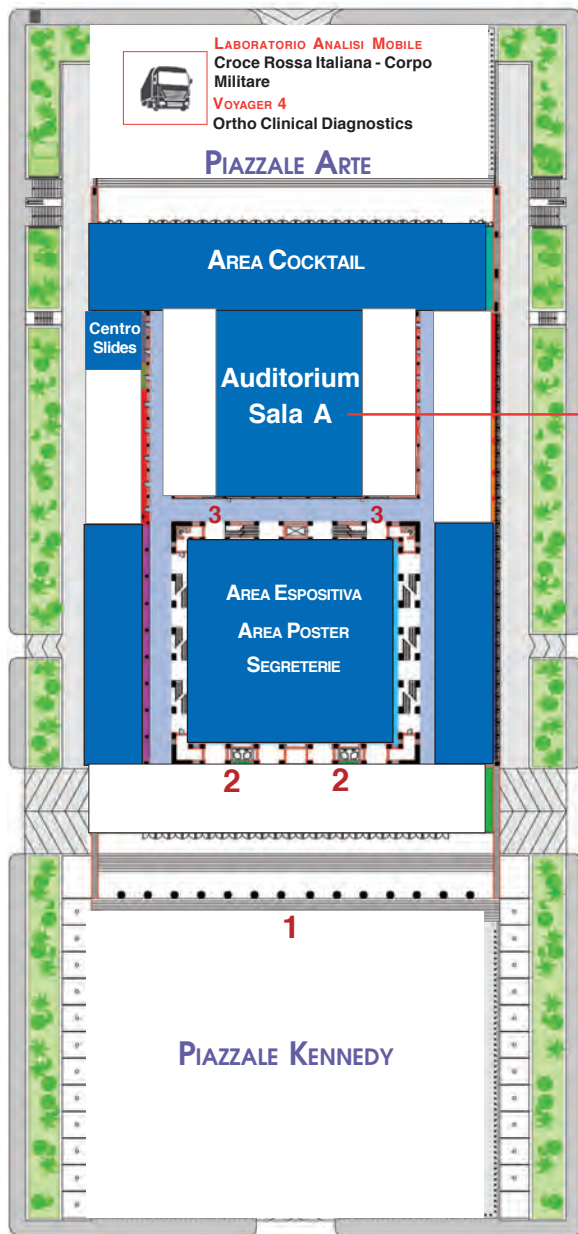 LABORATORIO ANALISI MOBILE
Croce Rossa Italiana - Corpo
Militare
VOYAGER 4
Ortho Clinical Diagnostics
PIAZZALE ARTE
AREA COCKTAIL
Centro
Slides
Auditorium
Sala A
3 3
AREA ESPOSITIVA
AREA POSTER
SEGRETERIE
2 2
1
PIAZZALE KENNEDY